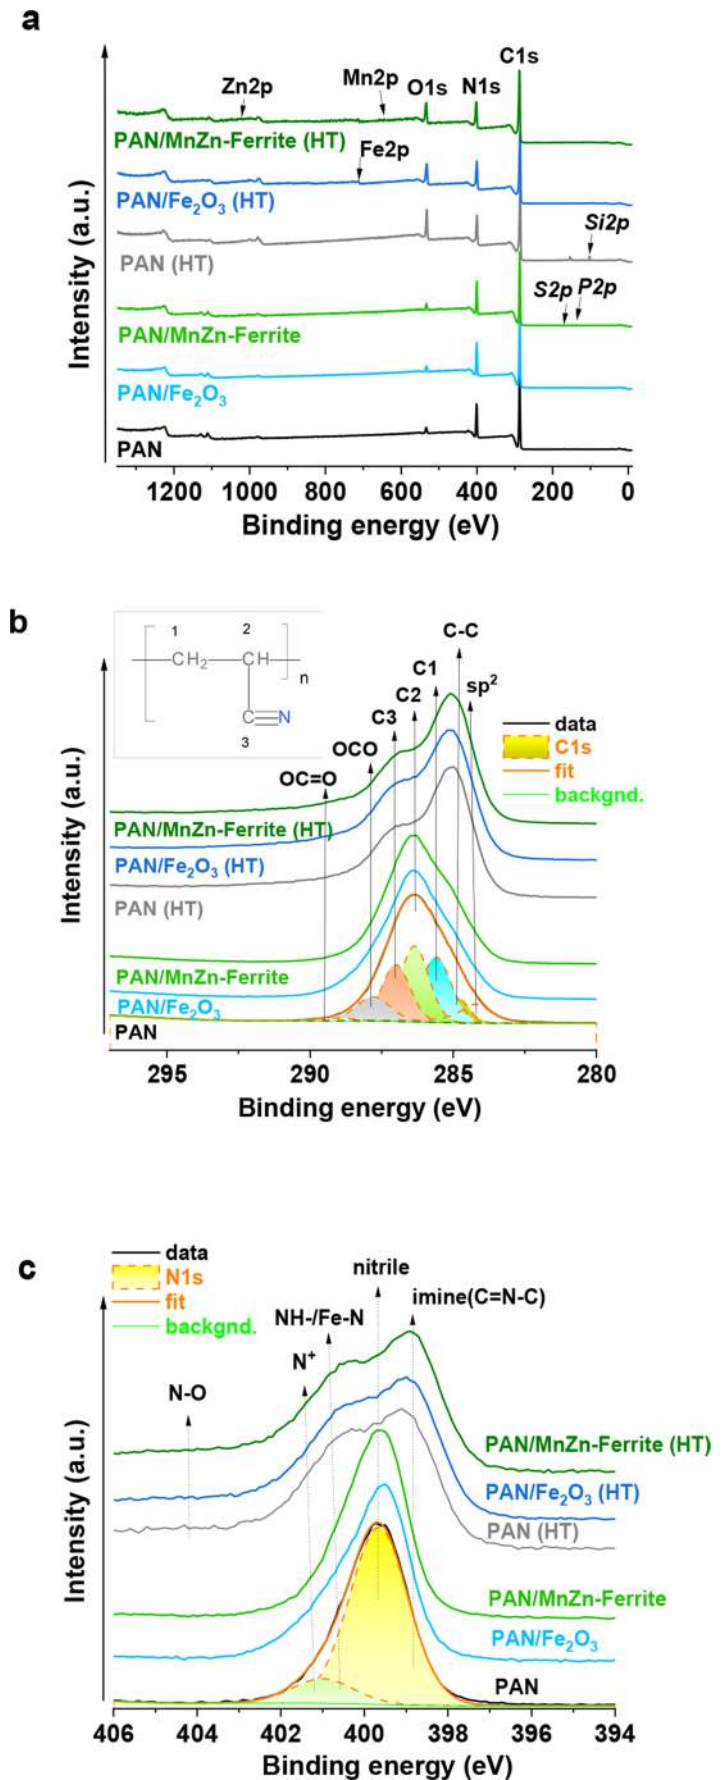 a
C1s
Zn2p
Mn2p
O1s
N1s
PAN/MnZn-Ferrite (HT)
Fe2p
PAN/Fe₂O₃ (HT)
Si2p
PAN (HT)
S2p
P2p
PAN/MnZn-Ferrite
PAN/Fe₂O₃
PAN
Intensity (a.u.)
1200 1000 800 600 400 200 0
Binding energy (eV)
b
1 2
CH₂ CH
n
C N
3
C-C
C1
sp²
C2
C3
OCO
OC=O
data
C1s
fit
backgnd.
PAN/MnZn-Ferrite (HT)
PAN/Fe₂O₃ (HT)
PAN (HT)
PAN/MnZn-Ferrite
PAN/Fe₂O₃
PAN
Intensity (a.u.)
295 290 285 280
Binding energy (eV)
c
data
N1s
fit
backgnd.
nitrile
imine(C=N-C)
NH-/Fe-N
N⁺
N-O
PAN/MnZn-Ferrite (HT)
PAN/Fe₂O₃ (HT)
PAN (HT)
PAN/MnZn-Ferrite
PAN/Fe₂O₃
PAN
Intensity (a.u.)
406 404 402 400 398 396 394
Binding energy (eV)